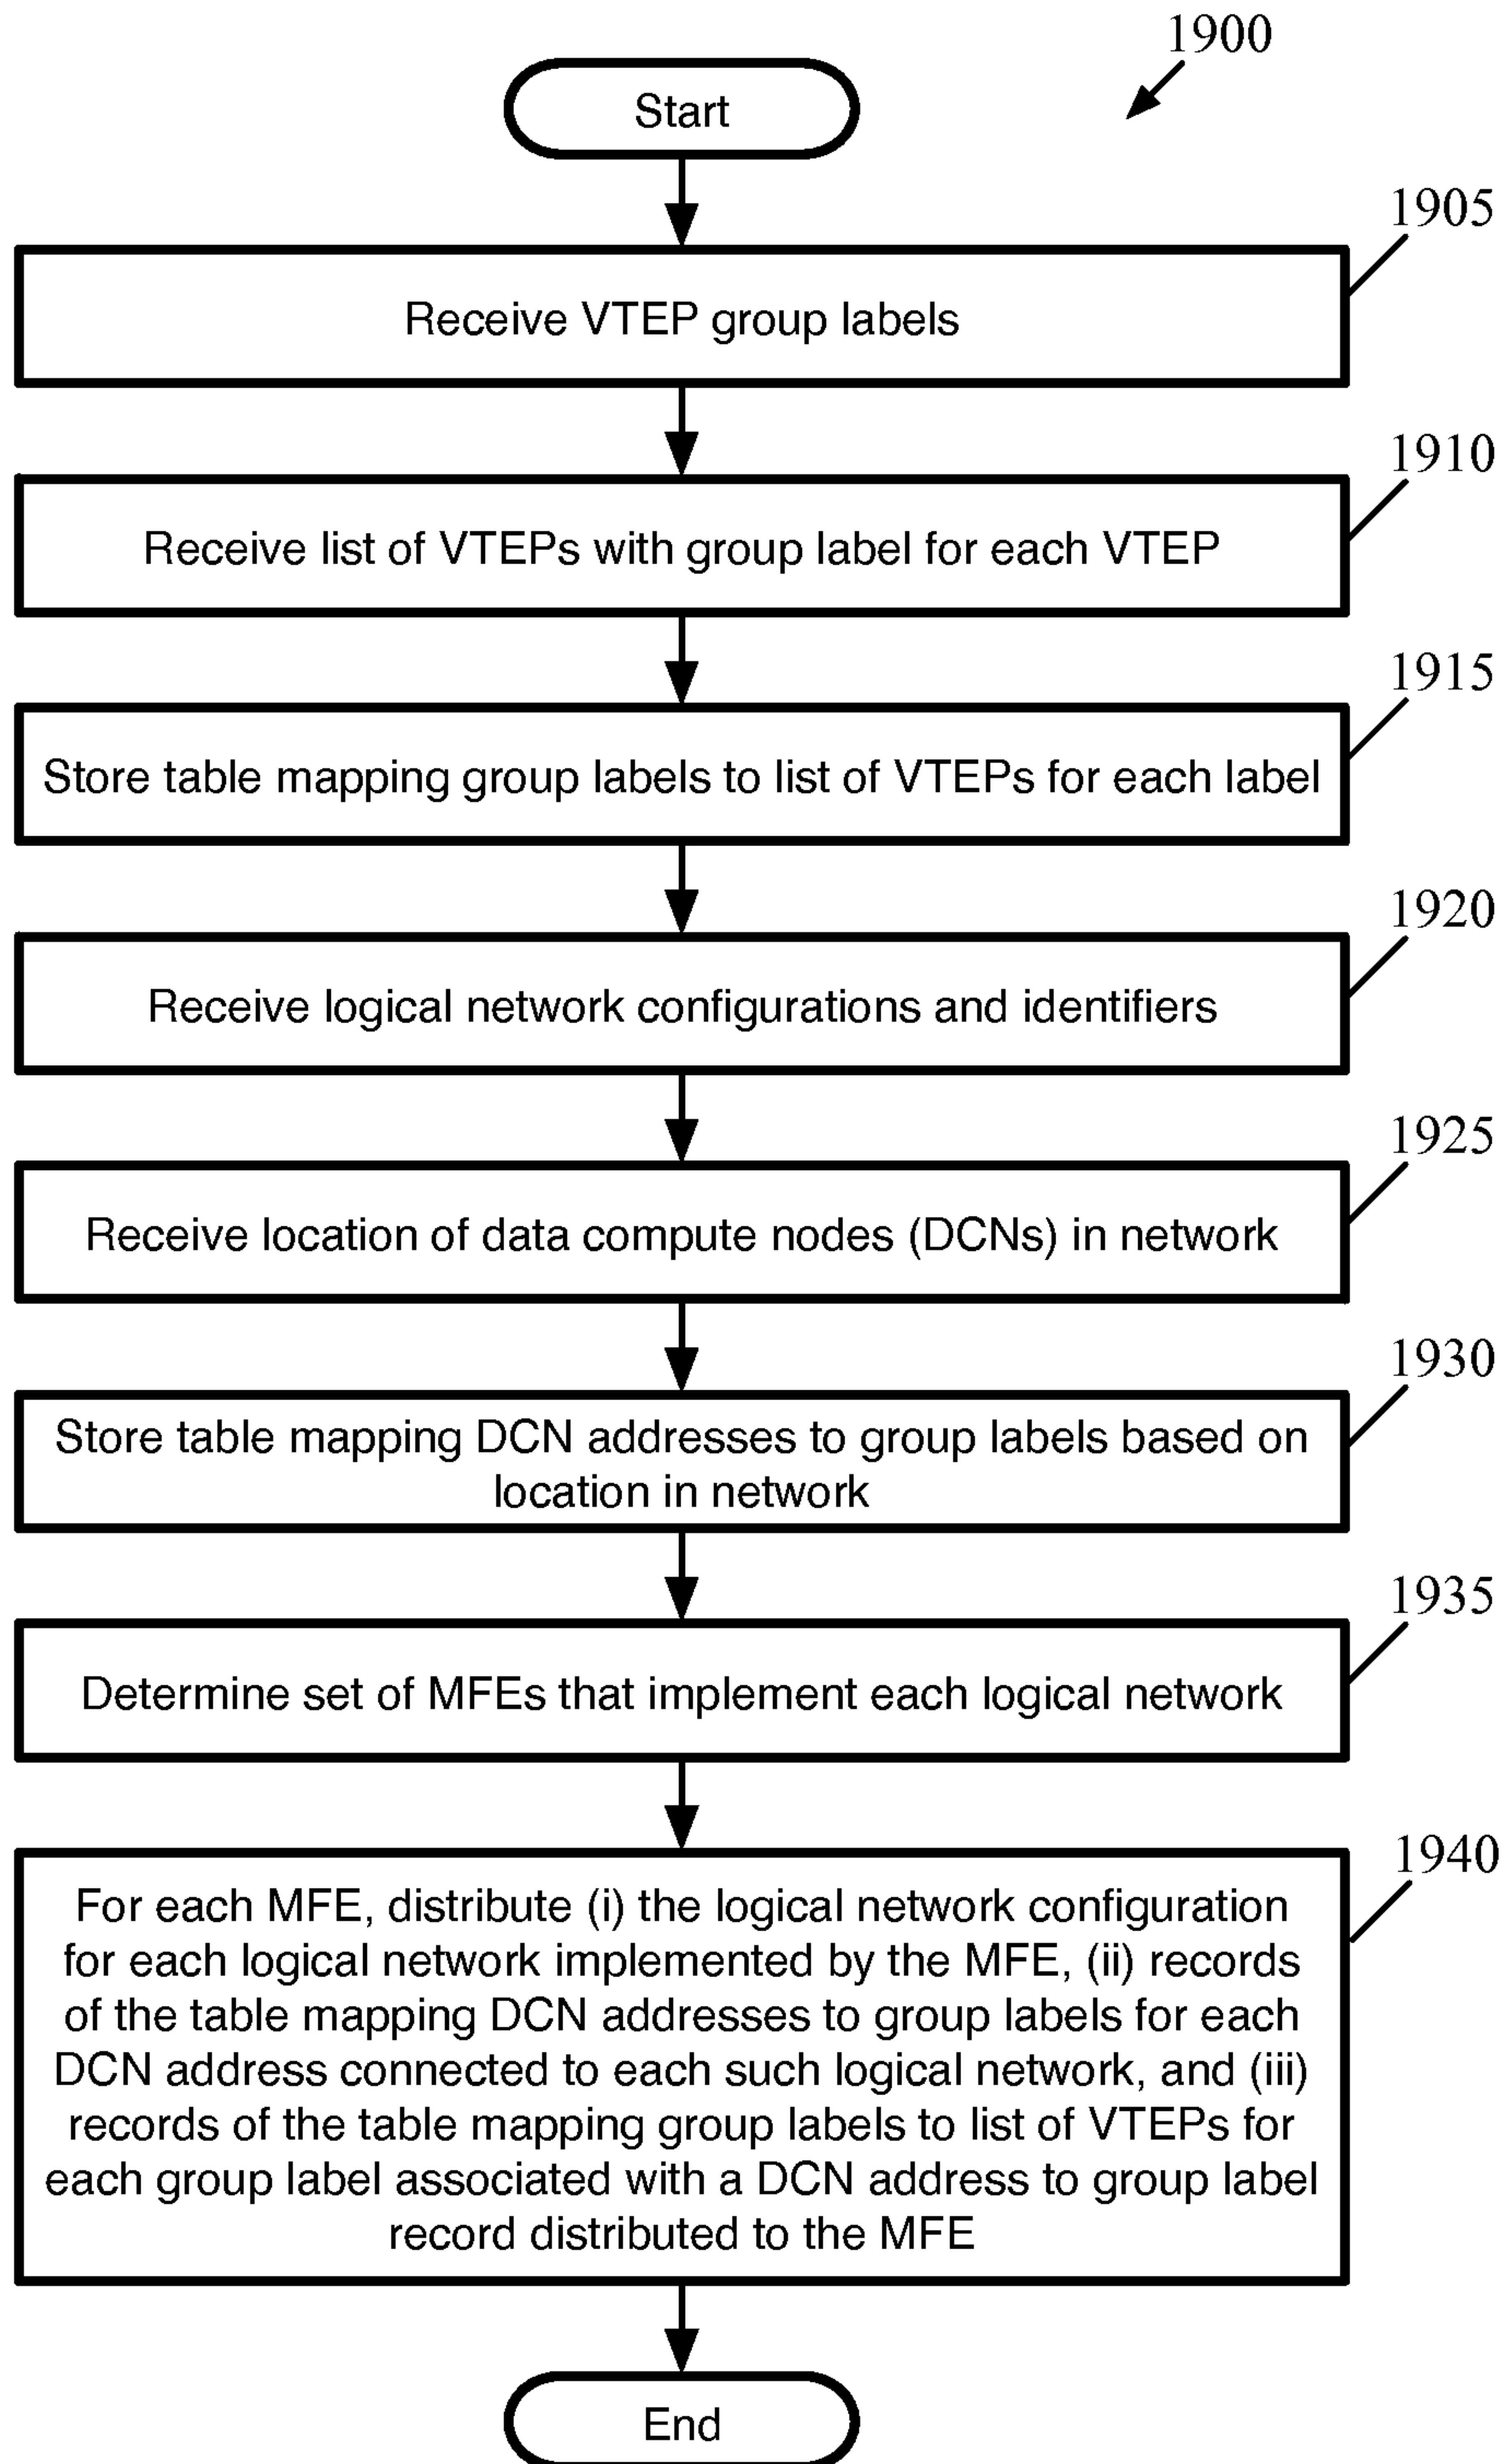 1900
Start
1905
Receive VTEP group labels
1910
Receive list of VTEPs with group label for each VTEP
1915
Store table mapping group labels to list of VTEPs for each label
1920
Receive logical network configurations and identifiers
1925
Receive location of data compute nodes (DCNs) in network
1930
Store table mapping DCN addresses to group labels based on
location in network
1935
Determine set of MFEs that implement each logical network
1940
For each MFE, distribute (i) the logical network configuration
for each logical network implemented by the MFE, (ii) records
of the table mapping DCN addresses to group labels for each
DCN address connected to each such logical network, and (iii)
records of the table mapping group labels to list of VTEPs for
each group label associated with a DCN address to group label
record distributed to the MFE
End